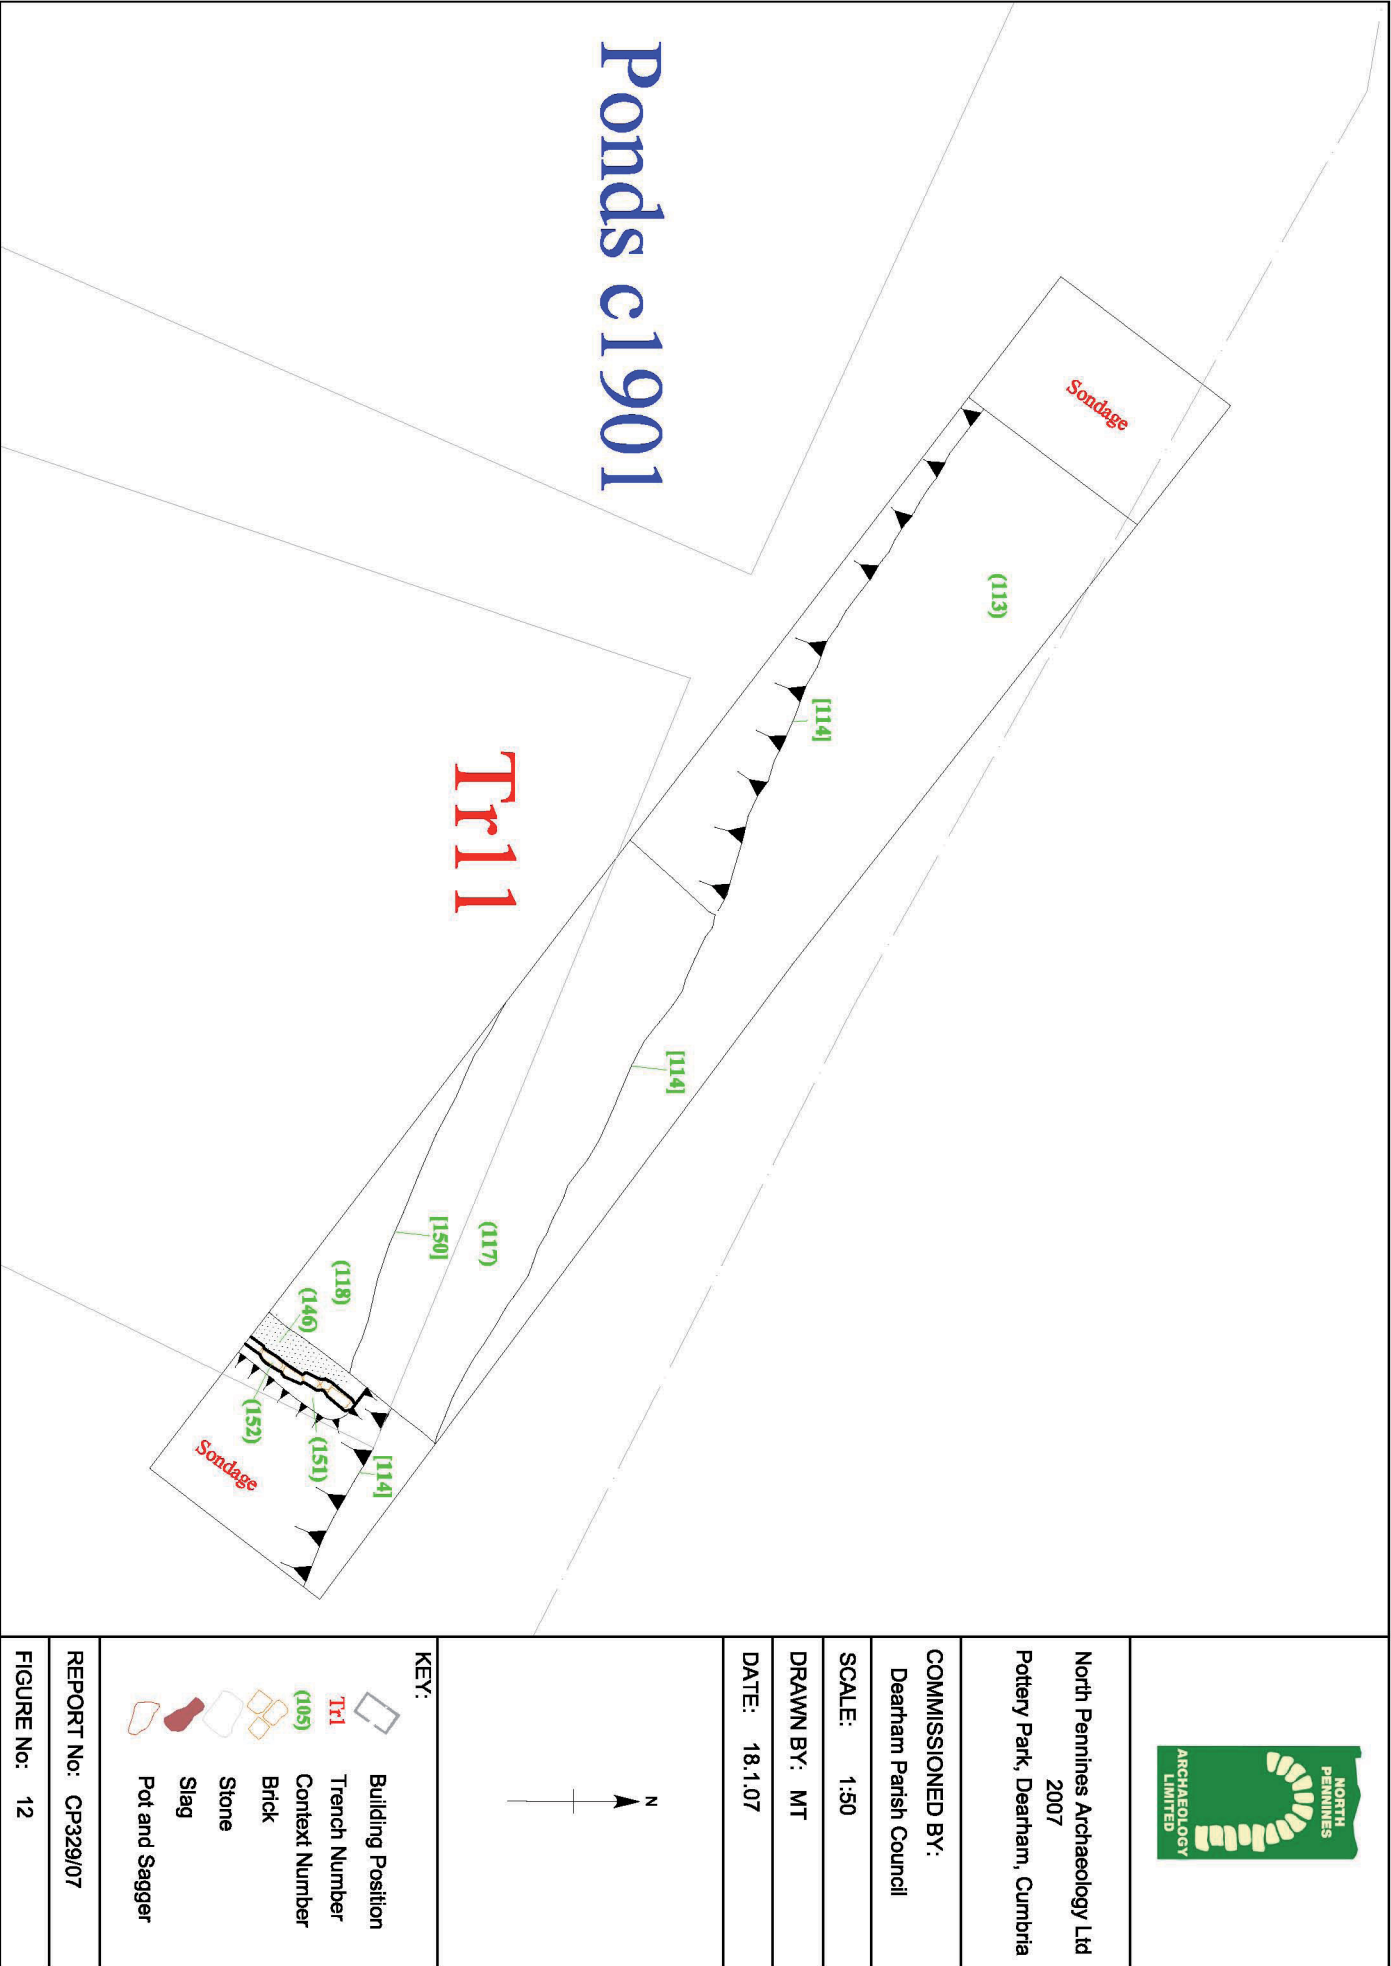 Ponds c1901
Tr11
Sondage
(113)
[114]
[114]
(117)
[150]
(118)
(146)
(152)
(151)
[114]
Sondage
NORTH
PENNINES
ARCHAEOLOGY
LIMITED
North Pennines Archaeology Ltd
2007
Pottery Park, Dearham, Cumbria
COMMISSIONED BY:
Dearham Parish Council
SCALE: 1:50
DRAWN BY: MT
DATE: 18.1.07
N
KEY:
Building Position
Tr1 Trench Number
(105) Context Number
Brick
Stone
Slag
Pot and Sagger
REPORT No: CP329/07
FIGURE No: 12